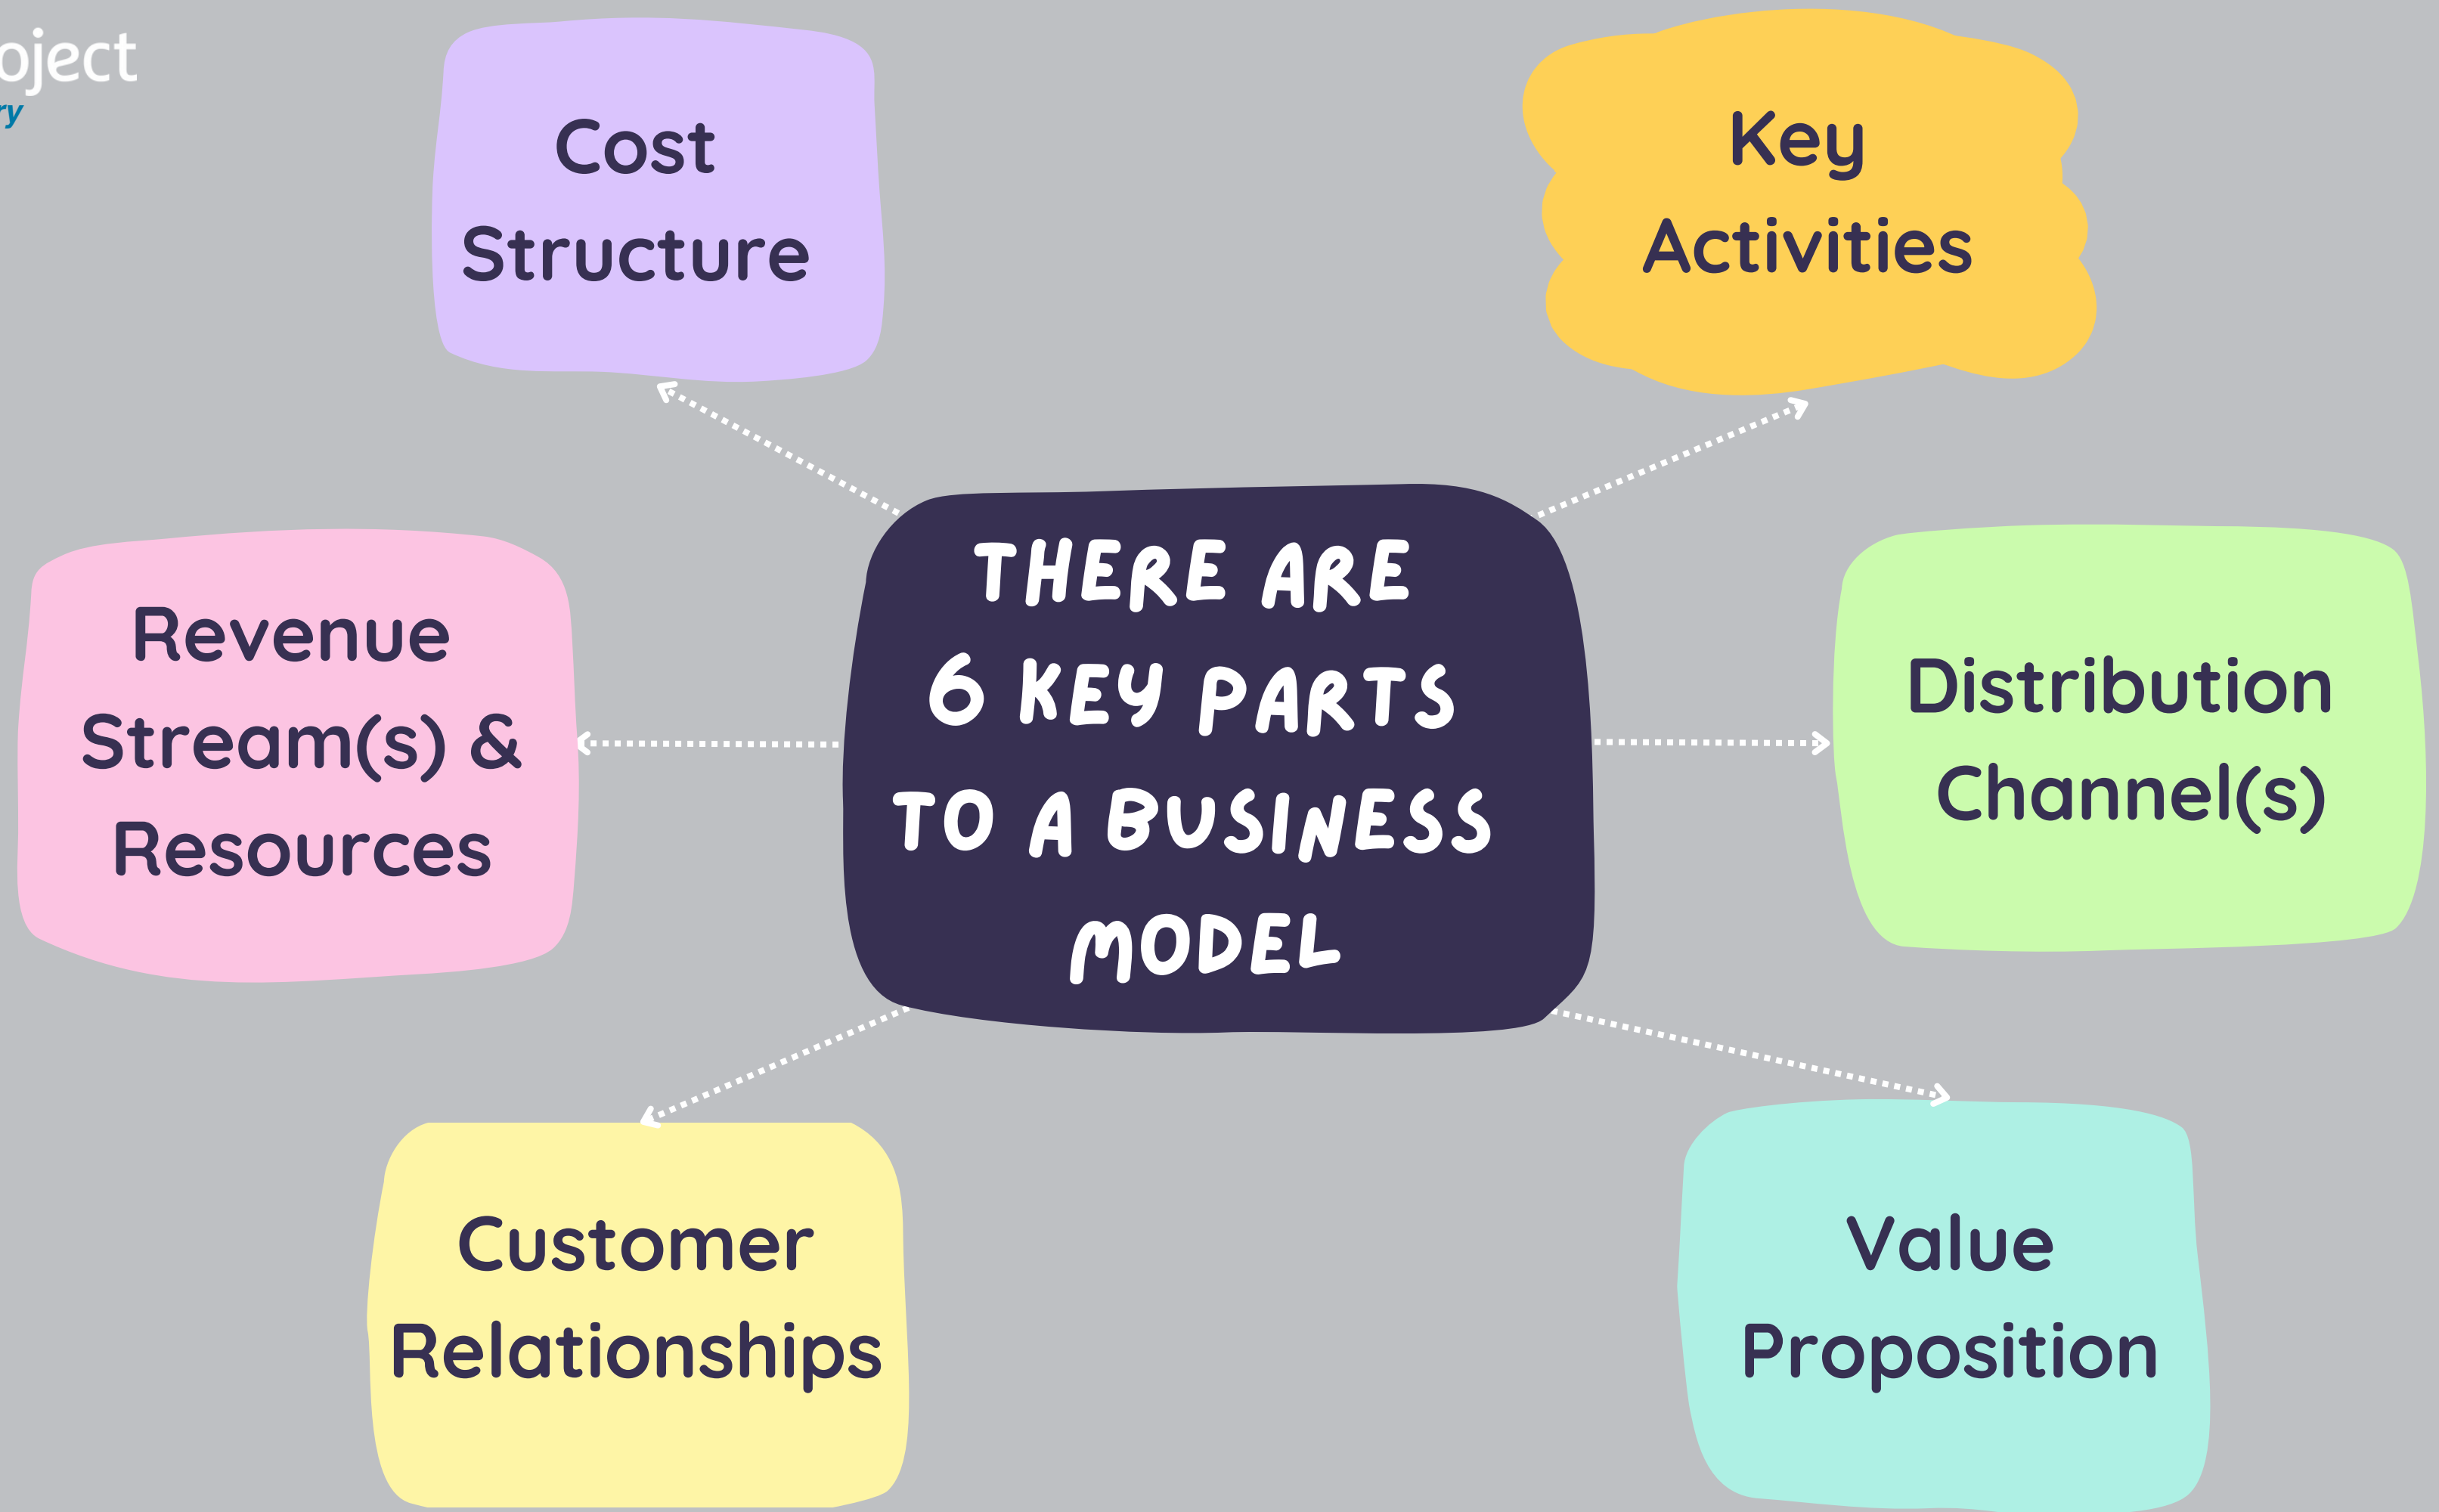 oject
ry
Cost
Structure
Key
Activities
THERE ARE
6 KEY PARTS
TO A BUSINESS
MODEL
Revenue
Stream(s) &
Resources
Distribution
Channel(s)
Customer
Relationships
Value
Proposition